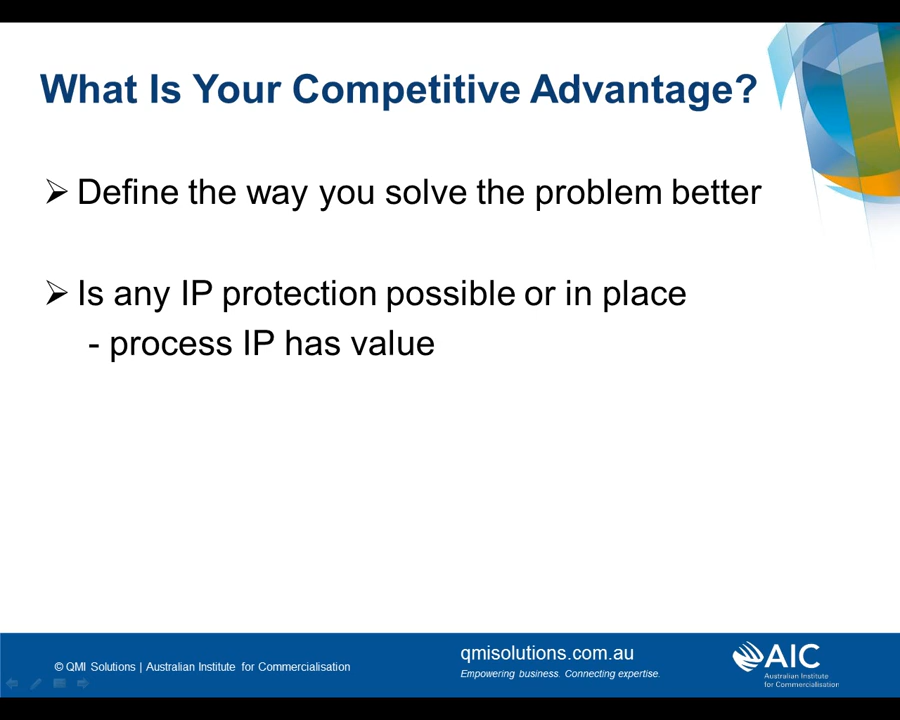 What Is Your Competitive Advantage?
➢ Define the way you solve the problem better
➢ Is any IP protection possible or in place
- process IP has value
© QMI Solutions | Australian Institute for Commercialisation
qmisolutions.com.au
Empowering business. Connecting expertise.
AIC
Australian Institute
for Commercialisation